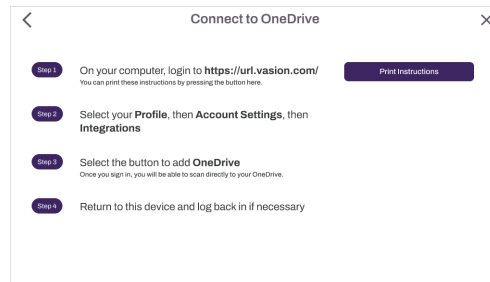 Connect to OneDrive
Step 1
On your computer, login to https://url.vasion.com/
You can print these instructions by pressing the button here.
Print Instructions
Step 2
Select your Profile, then Account Settings, then
Integrations
Step 3
Select the button to add OneDrive
Once you sign in, you will be able to scan directly to your OneDrive.
Step 4
Return to this device and log back in if necessary